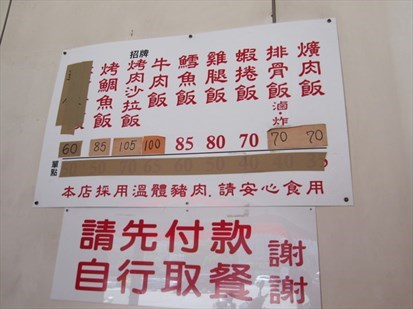 爌肉飯 70
排骨飯 滷·炸 70
蝦捲飯 70
雞腿飯 80
鱈魚飯 85
牛肉飯 100
招牌
烤肉沙拉飯 105
烤鯛魚飯 85
飯 60
單點
本店採用溫體豬肉.請安心食用
請先付款
自行取餐
謝謝